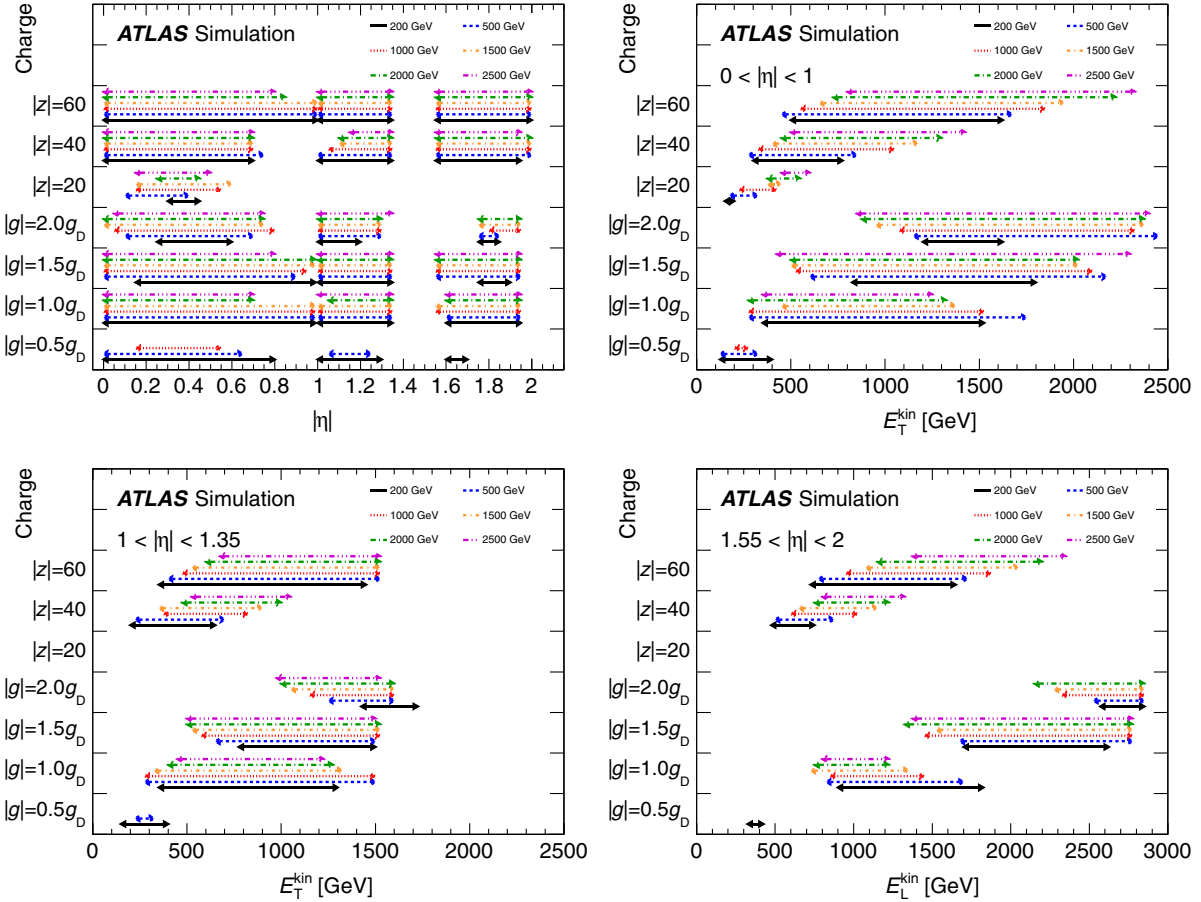 Charge
ATLAS Simulation
200 GeV
500 GeV
1000 GeV
1500 GeV
2000 GeV
2500 GeV
|z|=60
|z|=40
|z|=20
|g|=2.0g_D
|g|=1.5g_D
|g|=1.0g_D
|g|=0.5g_D
0 0.2 0.4 0.6 0.8 1 1.2 1.4 1.6 1.8 2
|η|
Charge
ATLAS Simulation
200 GeV
500 GeV
1000 GeV
1500 GeV
2000 GeV
2500 GeV
0 < |η| < 1
|z|=60
|z|=40
|z|=20
|g|=2.0g_D
|g|=1.5g_D
|g|=1.0g_D
|g|=0.5g_D
0 500 1000 1500 2000 2500
E_T^kin [GeV]
Charge
ATLAS Simulation
200 GeV
500 GeV
1000 GeV
1500 GeV
2000 GeV
2500 GeV
1 < |η| < 1.35
|z|=60
|z|=40
|z|=20
|g|=2.0g_D
|g|=1.5g_D
|g|=1.0g_D
|g|=0.5g_D
0 500 1000 1500 2000 2500
E_T^kin [GeV]
Charge
ATLAS Simulation
200 GeV
500 GeV
1000 GeV
1500 GeV
2000 GeV
2500 GeV
1.55 < |η| < 2
|z|=60
|z|=40
|z|=20
|g|=2.0g_D
|g|=1.5g_D
|g|=1.0g_D
|g|=0.5g_D
0 500 1000 1500 2000 2500 3000
E_L^kin [GeV]